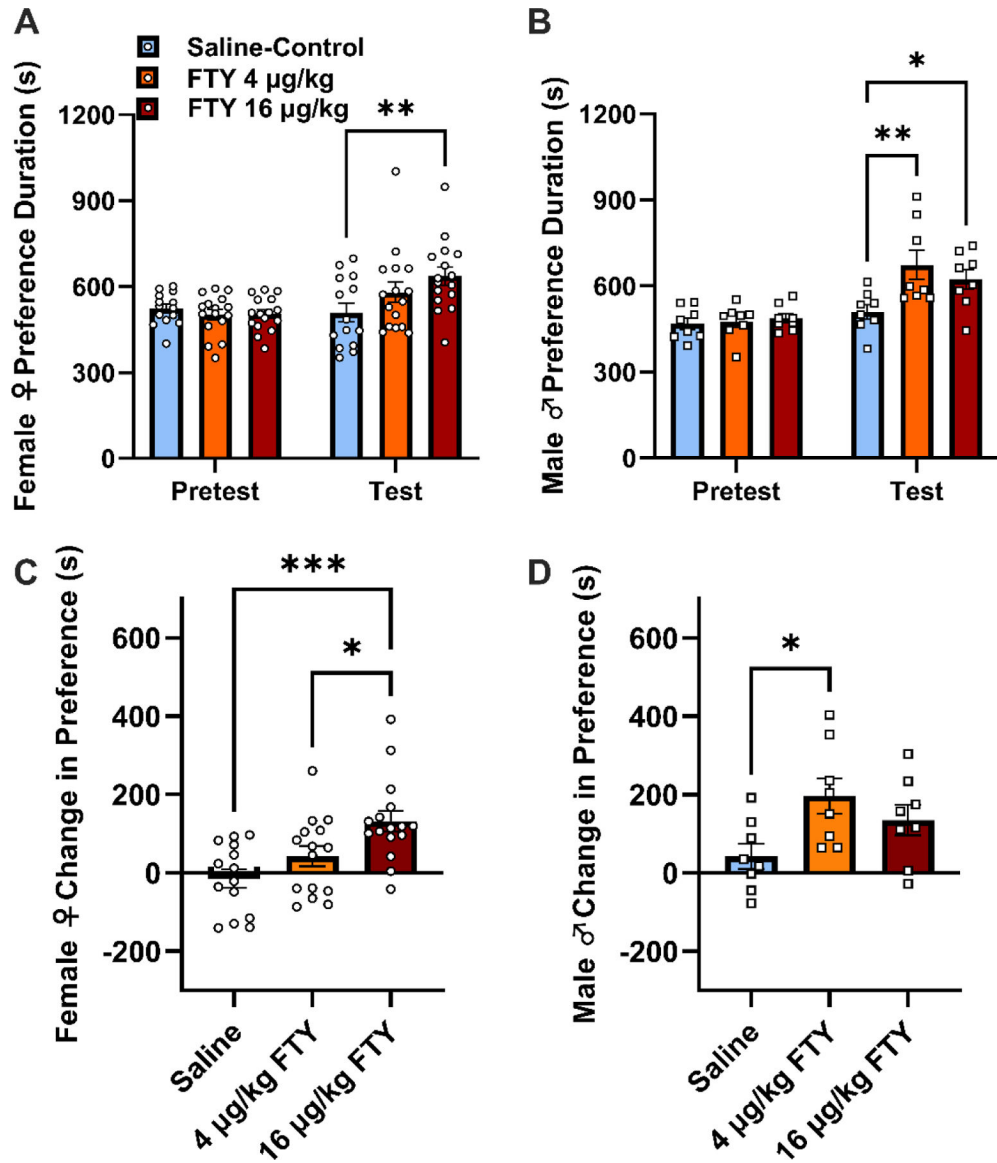 A
Saline-Control
FTY 4 µg/kg
FTY 16 µg/kg
Female ♀ Preference Duration (s)
1200
900
600
300
0
**
Pretest
Test
B
Male ♂ Preference Duration (s)
1200
900
600
300
0
*
**
Pretest
Test
C
Female ♀ Change in Preference (s)
600
400
200
0
-200
***
*
Saline
4 µg/kg FTY
16 µg/kg FTY
D
Male ♂ Change in Preference (s)
600
400
200
0
-200
*
Saline
4 µg/kg FTY
16 µg/kg FTY